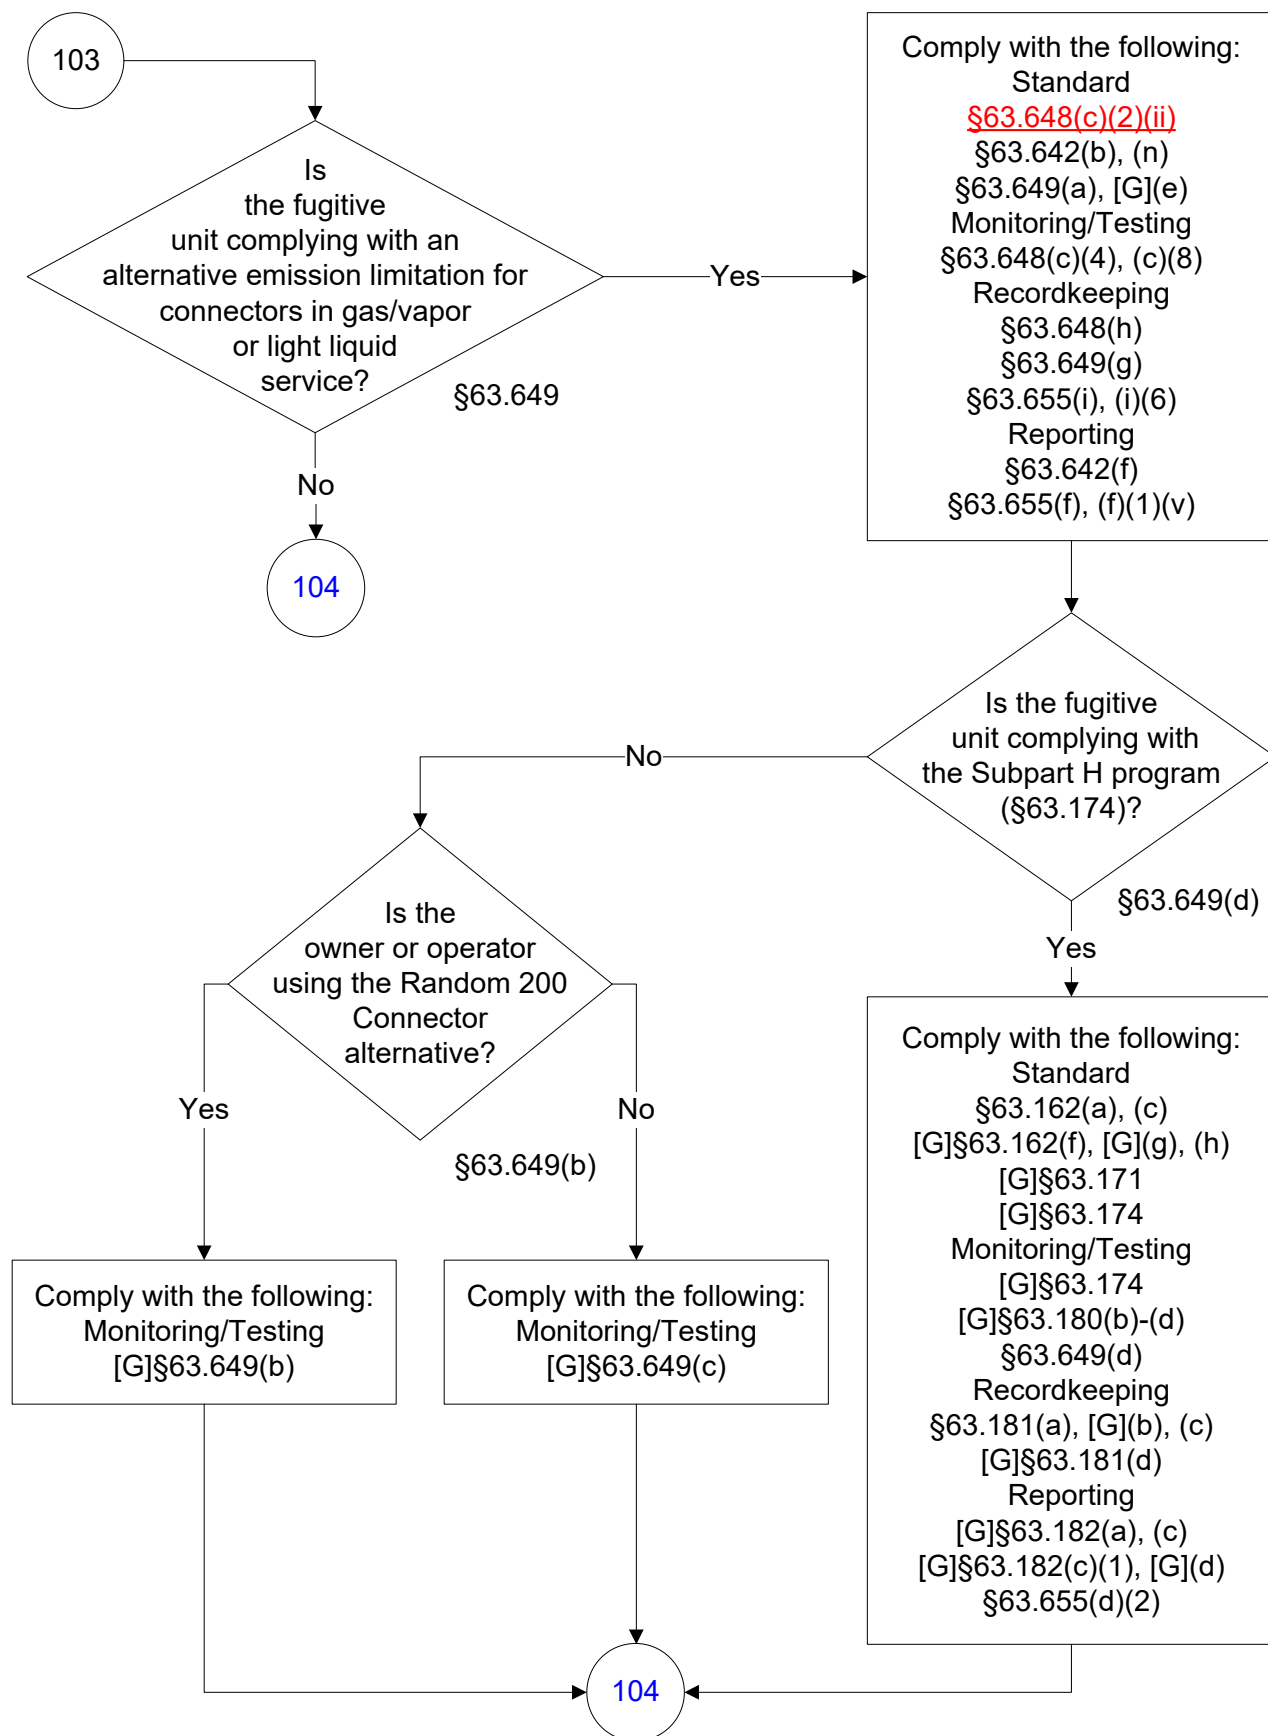 103
Is
the fugitive
unit complying with an
alternative emission limitation for
connectors in gas/vapor
or light liquid
service?
§63.649
Yes
No
104
Comply with the following:
Standard
§63.648(c)(2)(ii)
§63.642(b), (n)
§63.649(a), [G](e)
Monitoring/Testing
§63.648(c)(4), (c)(8)
Recordkeeping
§63.648(h)
§63.649(g)
§63.655(i), (i)(6)
Reporting
§63.642(f)
§63.655(f), (f)(1)(v)
Is the fugitive
unit complying with
the Subpart H program
(§63.174)?
§63.649(d)
No
Yes
Is the
owner or operator
using the Random 200
Connector
alternative?
§63.649(b)
Yes
No
Comply with the following:
Monitoring/Testing
[G]§63.649(b)
Comply with the following:
Monitoring/Testing
[G]§63.649(c)
Comply with the following:
Standard
§63.162(a), (c)
[G]§63.162(f), [G](g), (h)
[G]§63.171
[G]§63.174
Monitoring/Testing
[G]§63.174
[G]§63.180(b)-(d)
§63.649(d)
Recordkeeping
§63.181(a), [G](b), (c)
[G]§63.181(d)
Reporting
[G]§63.182(a), (c)
[G]§63.182(c)(1), [G](d)
§63.655(d)(2)
104